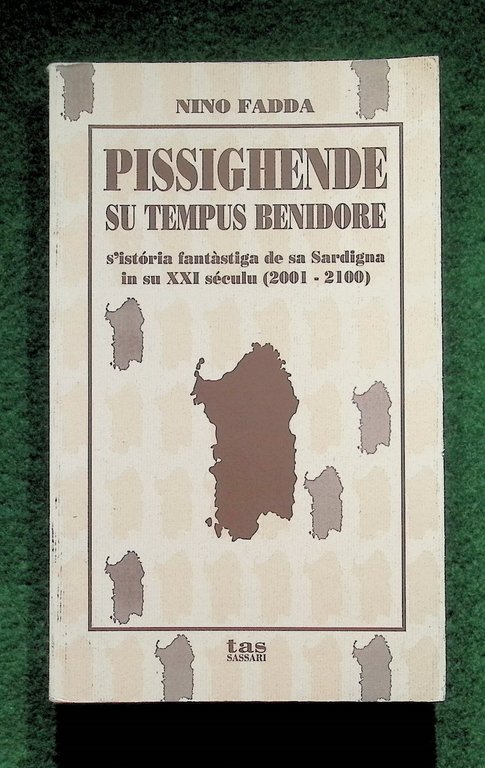 NINO FADDA
PISSIGHENDE
SU TEMPUS BENIDORE
s'istória fantàstiga de sa Sardigna
in su XXI séculu (2001 - 2100)
tas
SASSARI